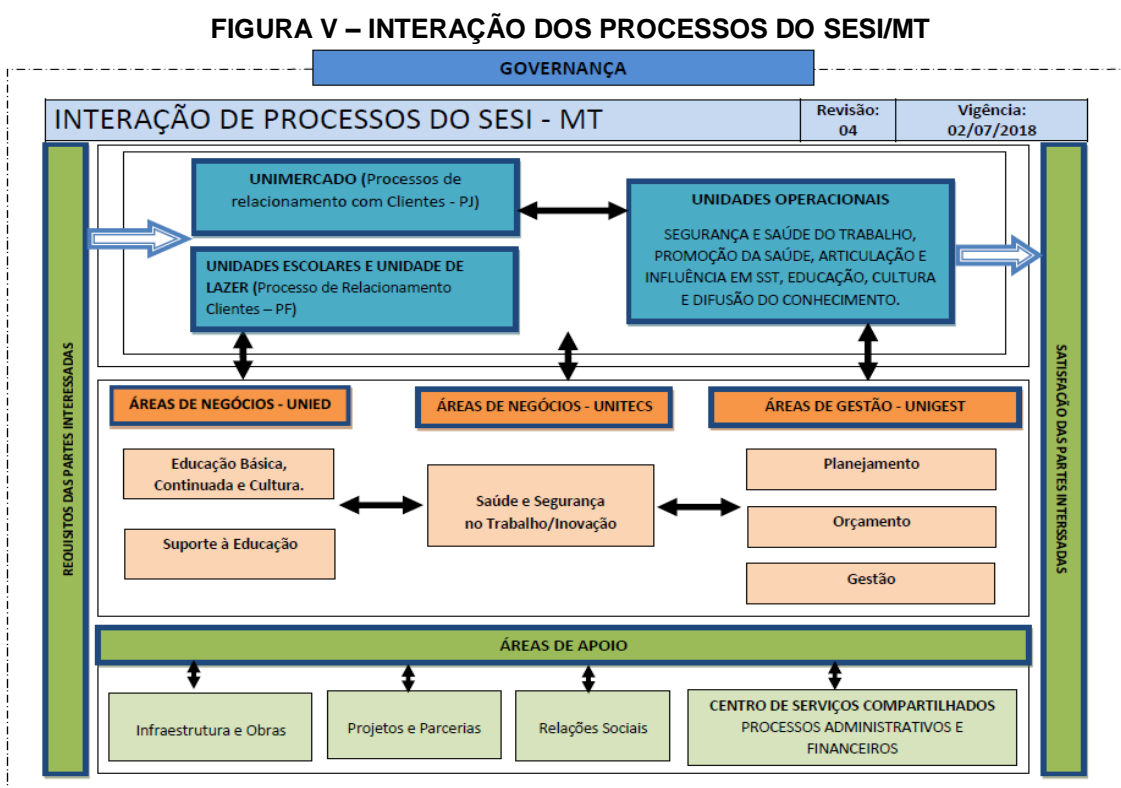 FIGURA V – INTERAÇÃO DOS PROCESSOS DO SESI/MT
GOVERNANÇA
INTERAÇÃO DE PROCESSOS DO SESI - MT
Revisão:
04
Vigência:
02/07/2018
REQUISITOS DAS PARTES INTERESSADAS
UNIMERCADO (Processos de
relacionamento com Clientes - PJ)
UNIDADES ESCOLARES E UNIDADE DE
LAZER (Processo de Relacionamento
Clientes – PF)
UNIDADES OPERACIONAIS
SEGURANÇA E SAÚDE DO TRABALHO,
PROMOÇÃO DA SAÚDE, ARTICULAÇÃO E
INFLUÊNCIA EM SST, EDUCAÇÃO, CULTURA
E DIFUSÃO DO CONHECIMENTO.
SATISFAÇÃO DAS PARTES INTERSSADAS
ÁREAS DE NEGÓCIOS - UNIED
ÁREAS DE NEGÓCIOS - UNITECS
ÁREAS DE GESTÃO - UNIGEST
Educação Básica,
Continuada e Cultura.
Suporte à Educação
Saúde e Segurança
no Trabalho/Inovação
Planejamento
Orçamento
Gestão
ÁREAS DE APOIO
Infraestrutura e Obras
Projetos e Parcerias
Relações Sociais
CENTRO DE SERVIÇOS COMPARTILHADOS
PROCESSOS ADMINISTRATIVOS E
FINANCEIROS